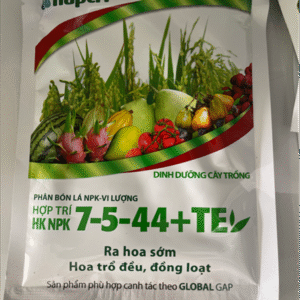 DINH DƯỠNG CÂY TRỒNG
PHÂN BÓN LÁ NPK-VI LƯỢNG
HỢP TRÍ
HK NPK 7-5-44+TE
Ra hoa sớm
Hoa trổ đều, đồng loạt
Sản phẩm phù hợp canh tác theo GLOBAL GAP